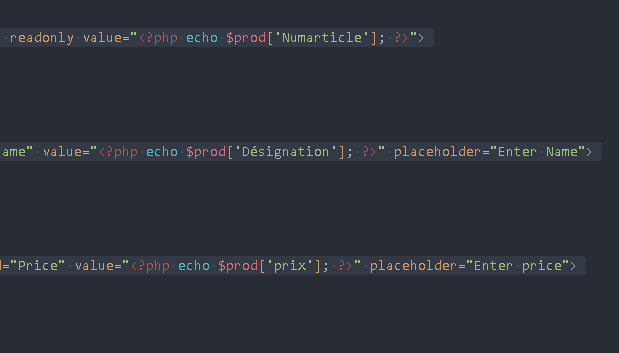 readonly value="<?php echo $prod['Numarticle']; ?>">
ame" value="<?php echo $prod['Désignation']; ?>" placeholder="Enter Name">
="Price" value="<?php echo $prod['prix']; ?>" placeholder="Enter price">